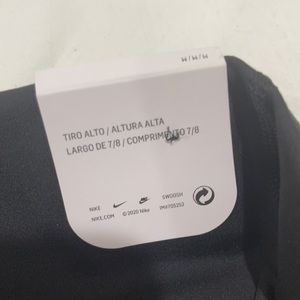 M/M/M
TIRO ALTO / ALTURA ALTA
LARGO DE 7/8 / COMPRIMENTO 7/8
NIKE
NIKE.COM
©2020 Nike
SWOOSH